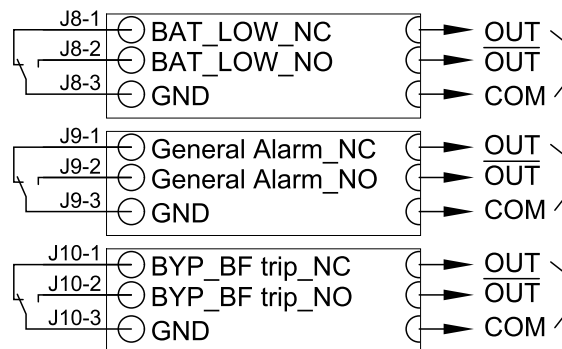 J8-1 BAT_LOW_NC OUT
J8-2 BAT_LOW_NO OUT
J8-3 GND COM
J9-1 General Alarm_NC OUT
J9-2 General Alarm_NO OUT
J9-3 GND COM
J10-1 BYP_BF trip_NC OUT
J10-2 BYP_BF trip_NO OUT
J10-3 GND COM